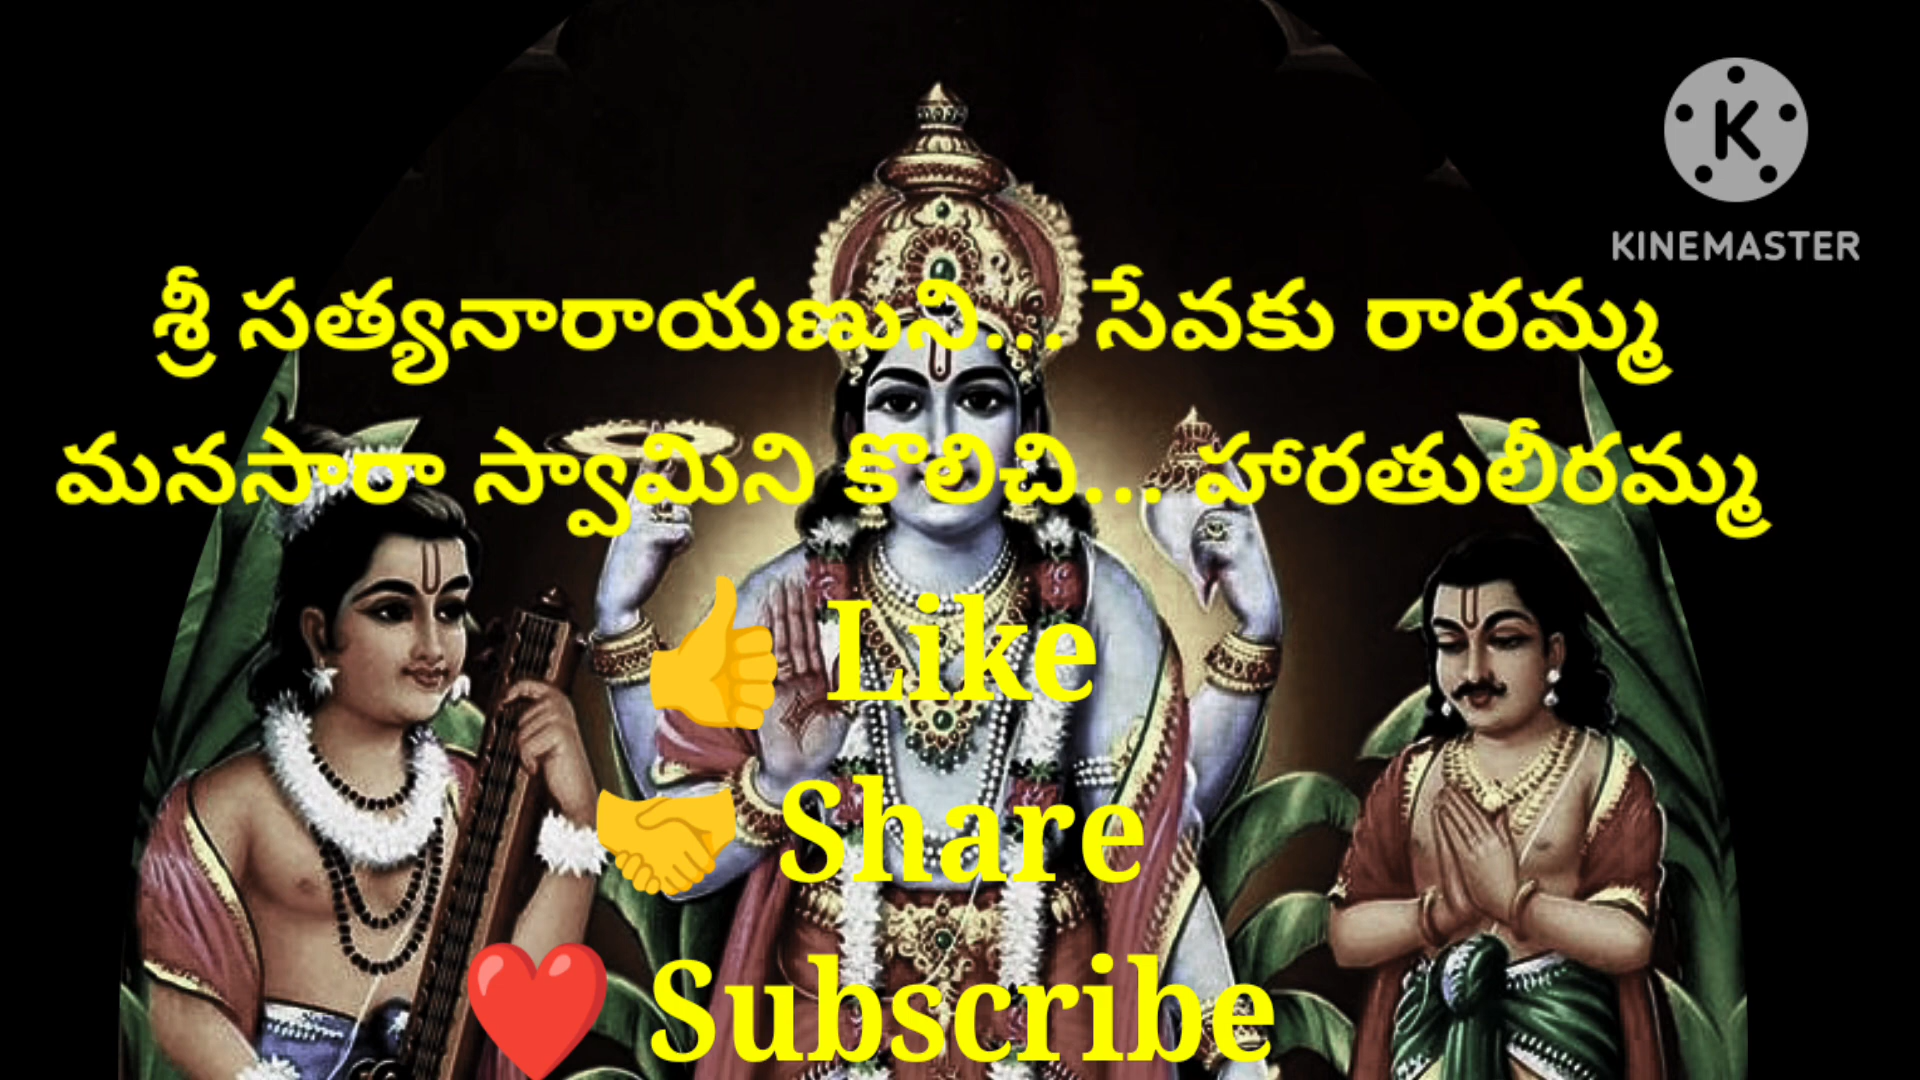 KINEMASTER
శ్రీ సత్యనారాయణుని... సేవకు రారమ్మ
మనసారా స్వామిని కొలిచి... హారతులీరమ్మ
👍 Like
🤝 Share
❤️ Subscribe